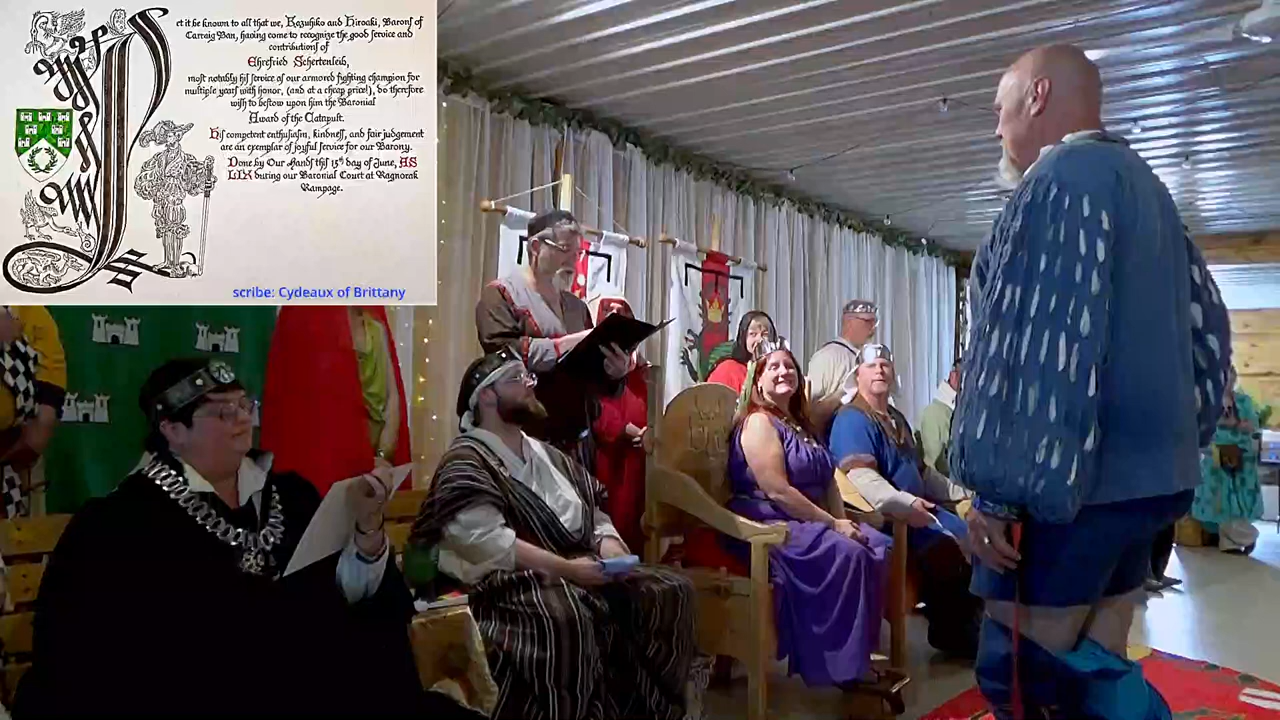 et it be known to all that we, Kazuhiko and Hiroaki, Barons of
Carraig Ban, having come to recognize the good service and
contributions of
Ehrefried Schertenleib,
most notably his service of our armored fighting champion for
multiple years with honor, (and at a cheap price!), do therefore
wish to bestow upon him the Baronial
Award of the Catapult.
His competent enthusiasm, kindness, and fair judgement
are an exemplar of joyful service for our Barony.
Done by Our Hands this 15th day of June, AS
LIX during our Baronial Court at Ragnorak
Rampage.
scribe: Cydeaux of Brittany